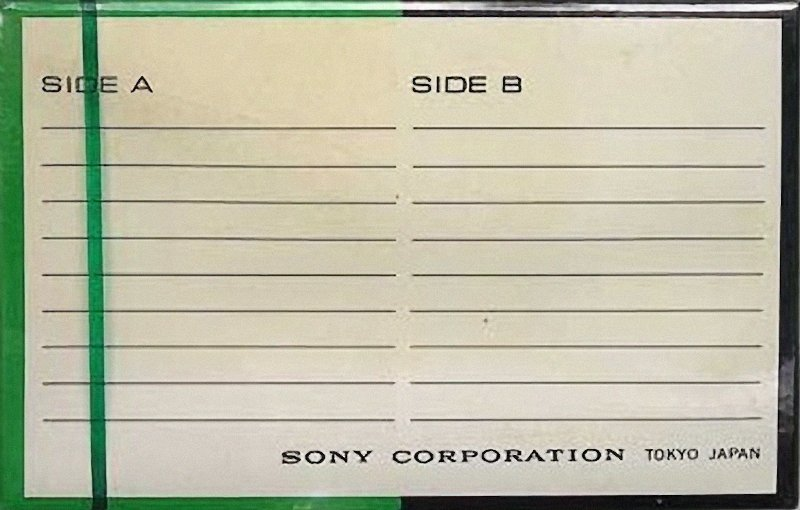 SIDE A SIDE B
SONY CORPORATION TOKYO JAPAN